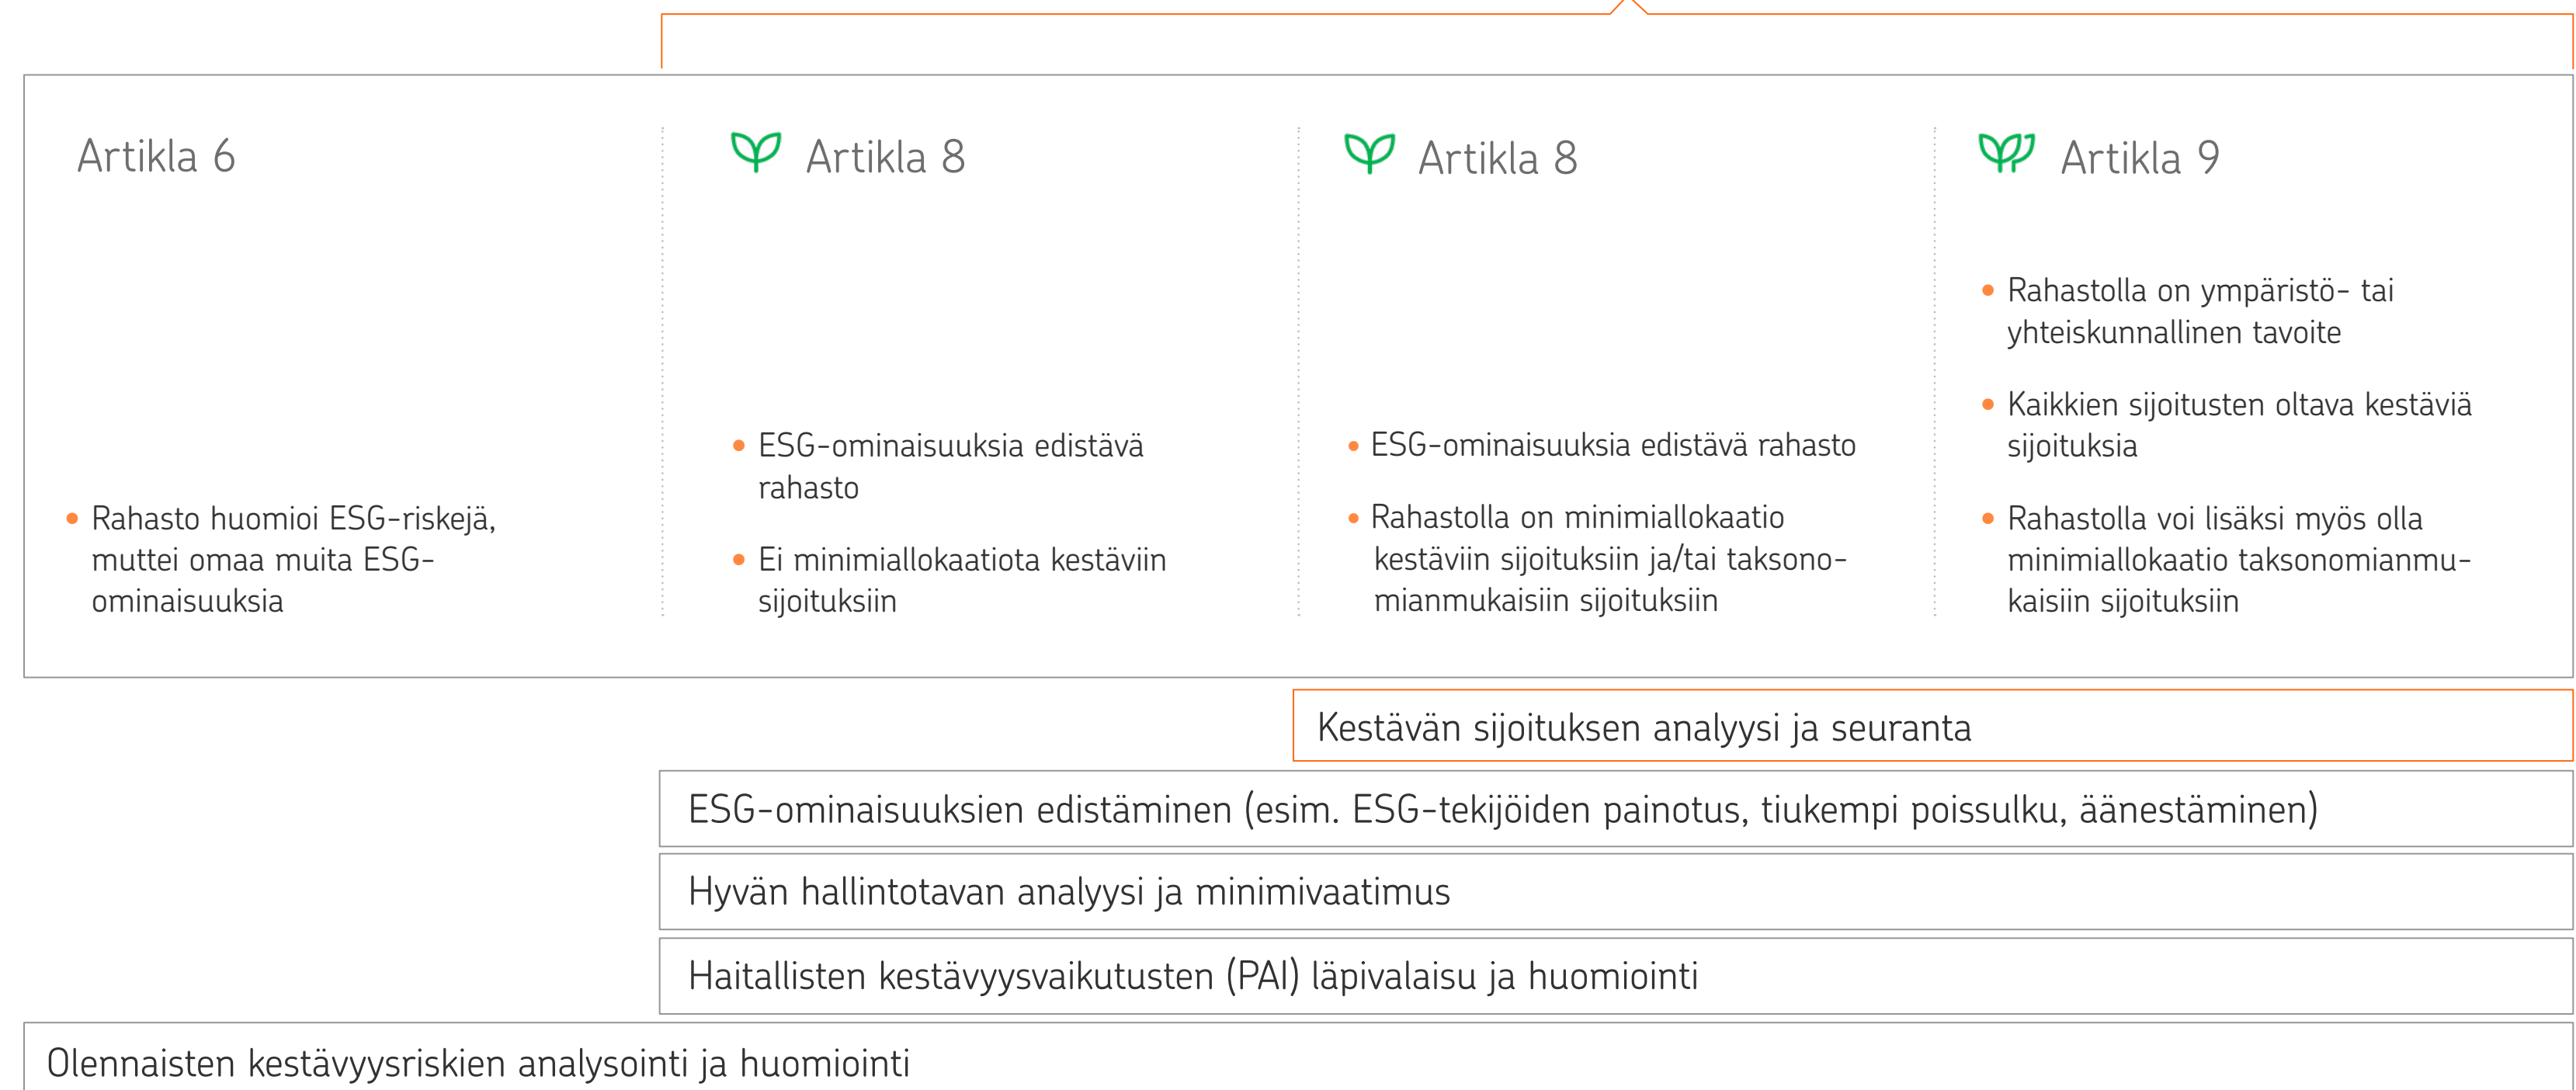 Artikla 6
Rahasto huomioi ESG-riskejä,
muttei omaa muita ESG-
ominaisuuksia
Artikla 8
ESG-ominaisuuksia edistävä
rahasto
Ei minimiallokaatiota kestäviin
sijoituksiin
Artikla 8
ESG-ominaisuuksia edistävä rahasto
Rahastolla on minimiallokaatio
kestäviin sijoituksiin ja/tai taksono-
mianmukaisiin sijoituksiin
Artikla 9
Rahastolla on ympäristö- tai
yhteiskunnallinen tavoite
Kaikkien sijoitusten oltava kestäviä
sijoituksia
Rahastolla voi lisäksi myös olla
minimiallokaatio taksonomianmu-
kaisiin sijoituksiin
Kestävän sijoituksen analyysi ja seuranta
ESG-ominaisuuksien edistäminen (esim. ESG-tekijöiden painotus, tiukempi poissulku, äänestäminen)
Hyvän hallintotavan analyysi ja minimivaatimus
Haitallisten kestävyysvaikutusten (PAI) läpivalaisu ja huomiointi
Olennaisten kestävyysriskien analysointi ja huomiointi